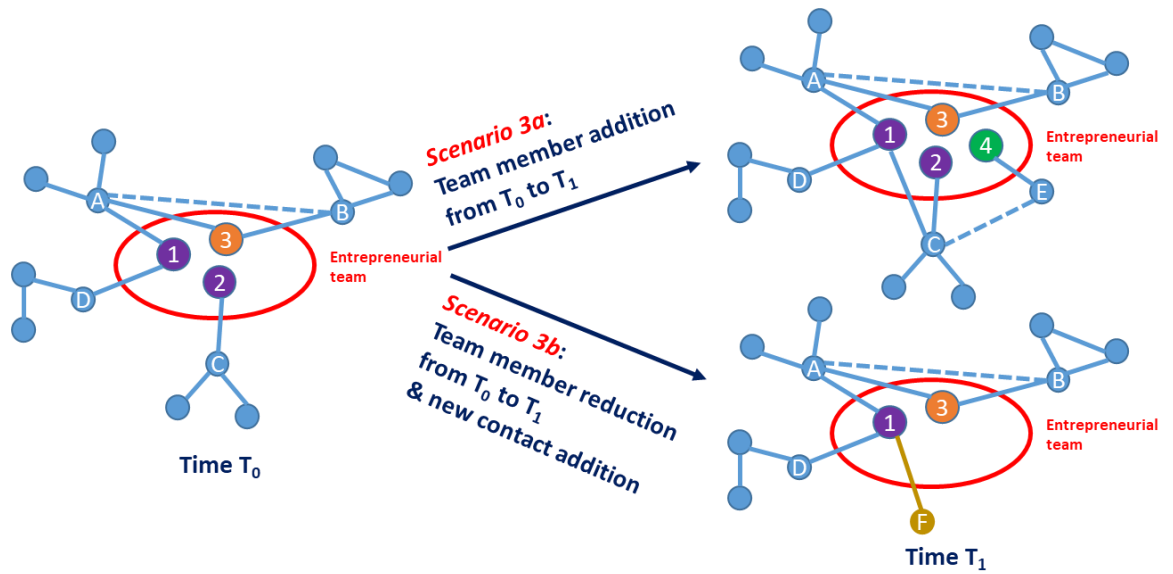 A
B
3
1
2
D
C
Entrepreneurial
team
Time T₀
Scenario 3a:
Team member addition
from T₀ to T₁
Scenario 3b:
Team member reduction
from T₀ to T₁
& new contact addition
A
B
3
1
4
2
D
E
C
Entrepreneurial
team
A
B
3
1
D
F
Entrepreneurial
team
Time T₁